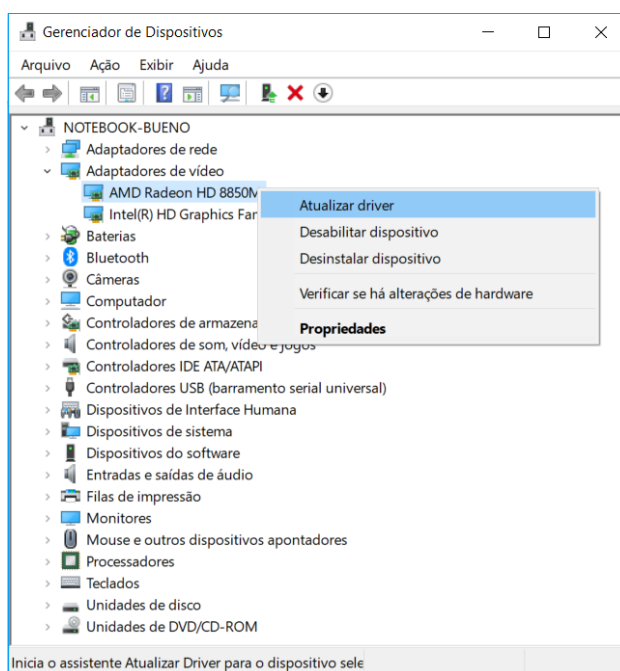 Gerenciador de Dispositivos
Arquivo Ação Exibir Ajuda
NOTEBOOK-BUENO
Adaptadores de rede
Adaptadores de vídeo
AMD Radeon HD 8850M
Intel(R) HD Graphics Fa
Baterias
Bluetooth
Câmeras
Computador
Controladores de armazena
Controladores de som, vídeo e jogos
Controladores IDE ATA/ATAPI
Controladores USB (barramento serial universal)
Dispositivos de Interface Humana
Dispositivos de sistema
Dispositivos do software
Entradas e saídas de áudio
Filas de impressão
Monitores
Mouse e outros dispositivos apontadores
Processadores
Teclados
Unidades de disco
Unidades de DVD/CD-ROM
Atualizar driver
Desabilitar dispositivo
Desinstalar dispositivo
Verificar se há alterações de hardware
Propriedades
Inicia o assistente Atualizar Driver para o dispositivo sele